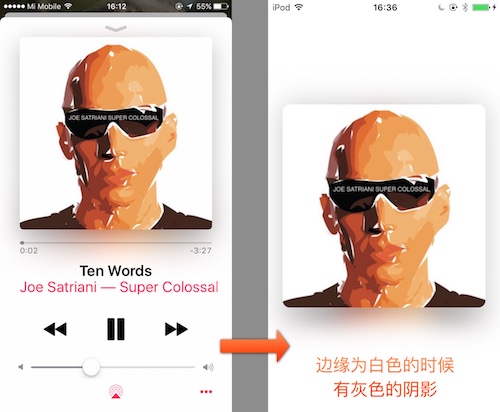 Mi Mobile
16:12
55%
JOE SATRIANI SUPER COLOSSAL
0:02
-3:27
Ten Words
Joe Satriani — Super Colossal
iPod
16:36
JOE SATRIANI SUPER COLOSSAL
边缘为白色的时候
有灰色的阴影